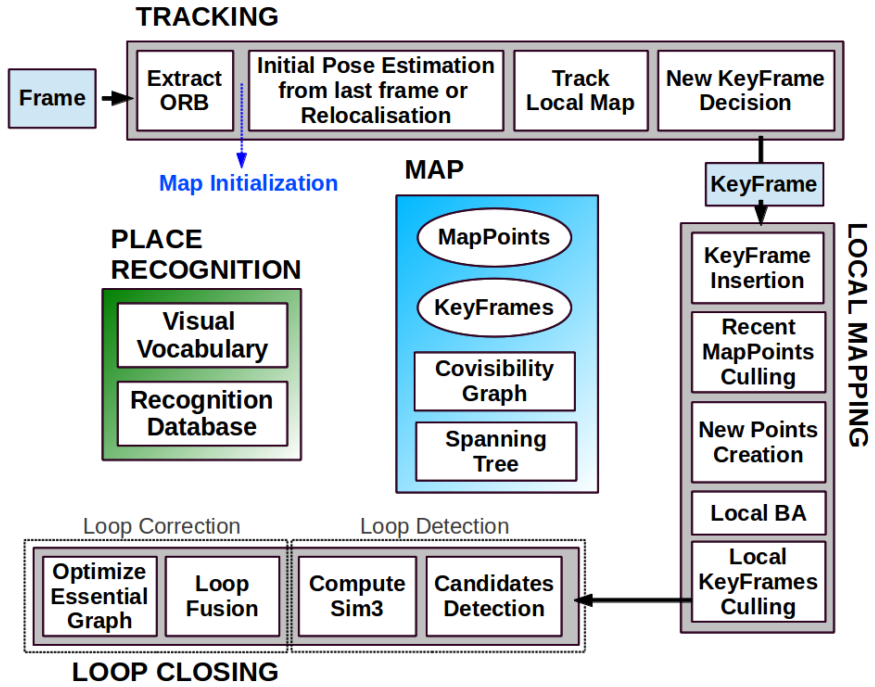 TRACKING
Frame
Extract
ORB
Initial Pose Estimation
from last frame or
Relocalisation
Track
Local Map
New KeyFrame
Decision
Map Initialization
KeyFrame
MAP
MapPoints
KeyFrames
Covisibility
Graph
Spanning
Tree
PLACE
RECOGNITION
Visual
Vocabulary
Recognition
Database
LOCAL MAPPING
KeyFrame
Insertion
Recent
MapPoints
Culling
New Points
Creation
Local BA
Local
KeyFrames
Culling
Loop Correction
Loop Detection
Optimize
Essential
Graph
Loop
Fusion
Compute
Sim3
Candidates
Detection
LOOP CLOSING